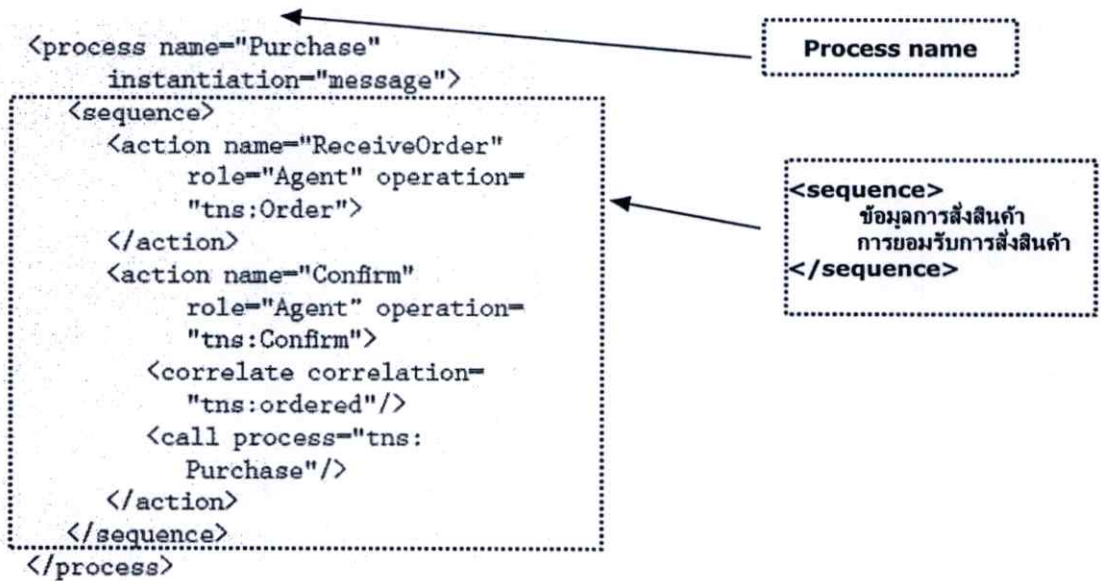 <process name="Purchase"
instantiation="message">
<sequence>
<action name="ReceiveOrder"
role="Agent" operation=
"tns:Order">
</action>
<action name="Confirm"
role="Agent" operation=
"tns:Confirm">
<correlate correlation=
"tns:ordered"/>
<call process="tns:
Purchase"/>
</action>
</sequence>
</process>
Process name
<sequence>
ข้อมูลการสั่งสินค้า
การยอมรับการสั่งสินค้า
</sequence>